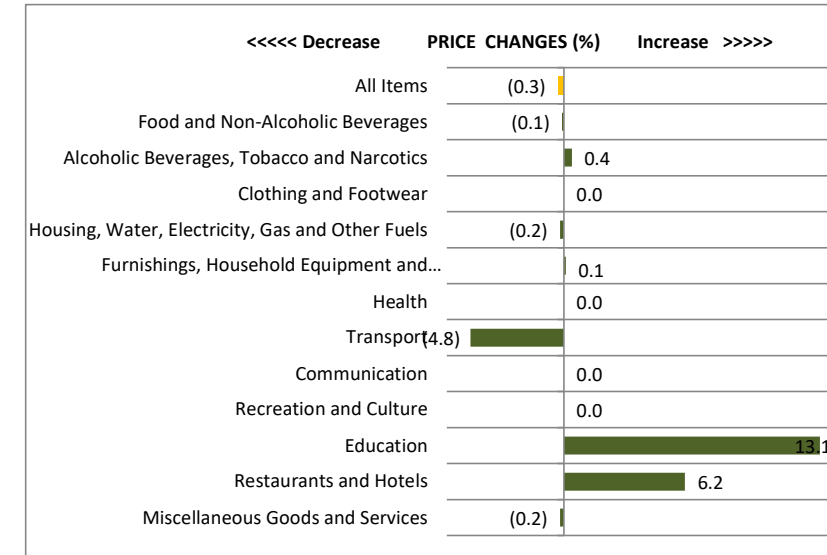 <<<<< Decrease PRICE CHANGES (%) Increase >>>>>
All Items (0.3)
Food and Non-Alcoholic Beverages (0.1)
Alcoholic Beverages, Tobacco and Narcotics 0.4
Clothing and Footwear 0.0
Housing, Water, Electricity, Gas and Other Fuels (0.2)
Furnishings, Household Equipment and... 0.1
Health 0.0
Transport (4.8)
Communication 0.0
Recreation and Culture 0.0
Education 13.1
Restaurants and Hotels 6.2
Miscellaneous Goods and Services (0.2)